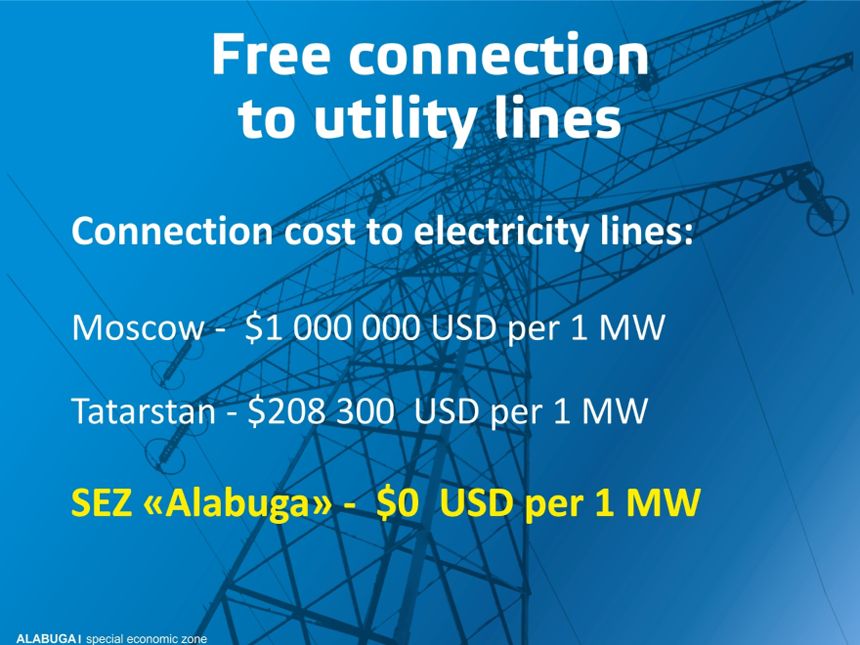 Free connection
to utility lines
Connection cost to electricity lines:
Moscow - $1 000 000 USD per 1 MW
Tatarstan - $208 300 USD per 1 MW
SEZ «Alabuga» - $0 USD per 1 MW
ALABUGA I special economic zone